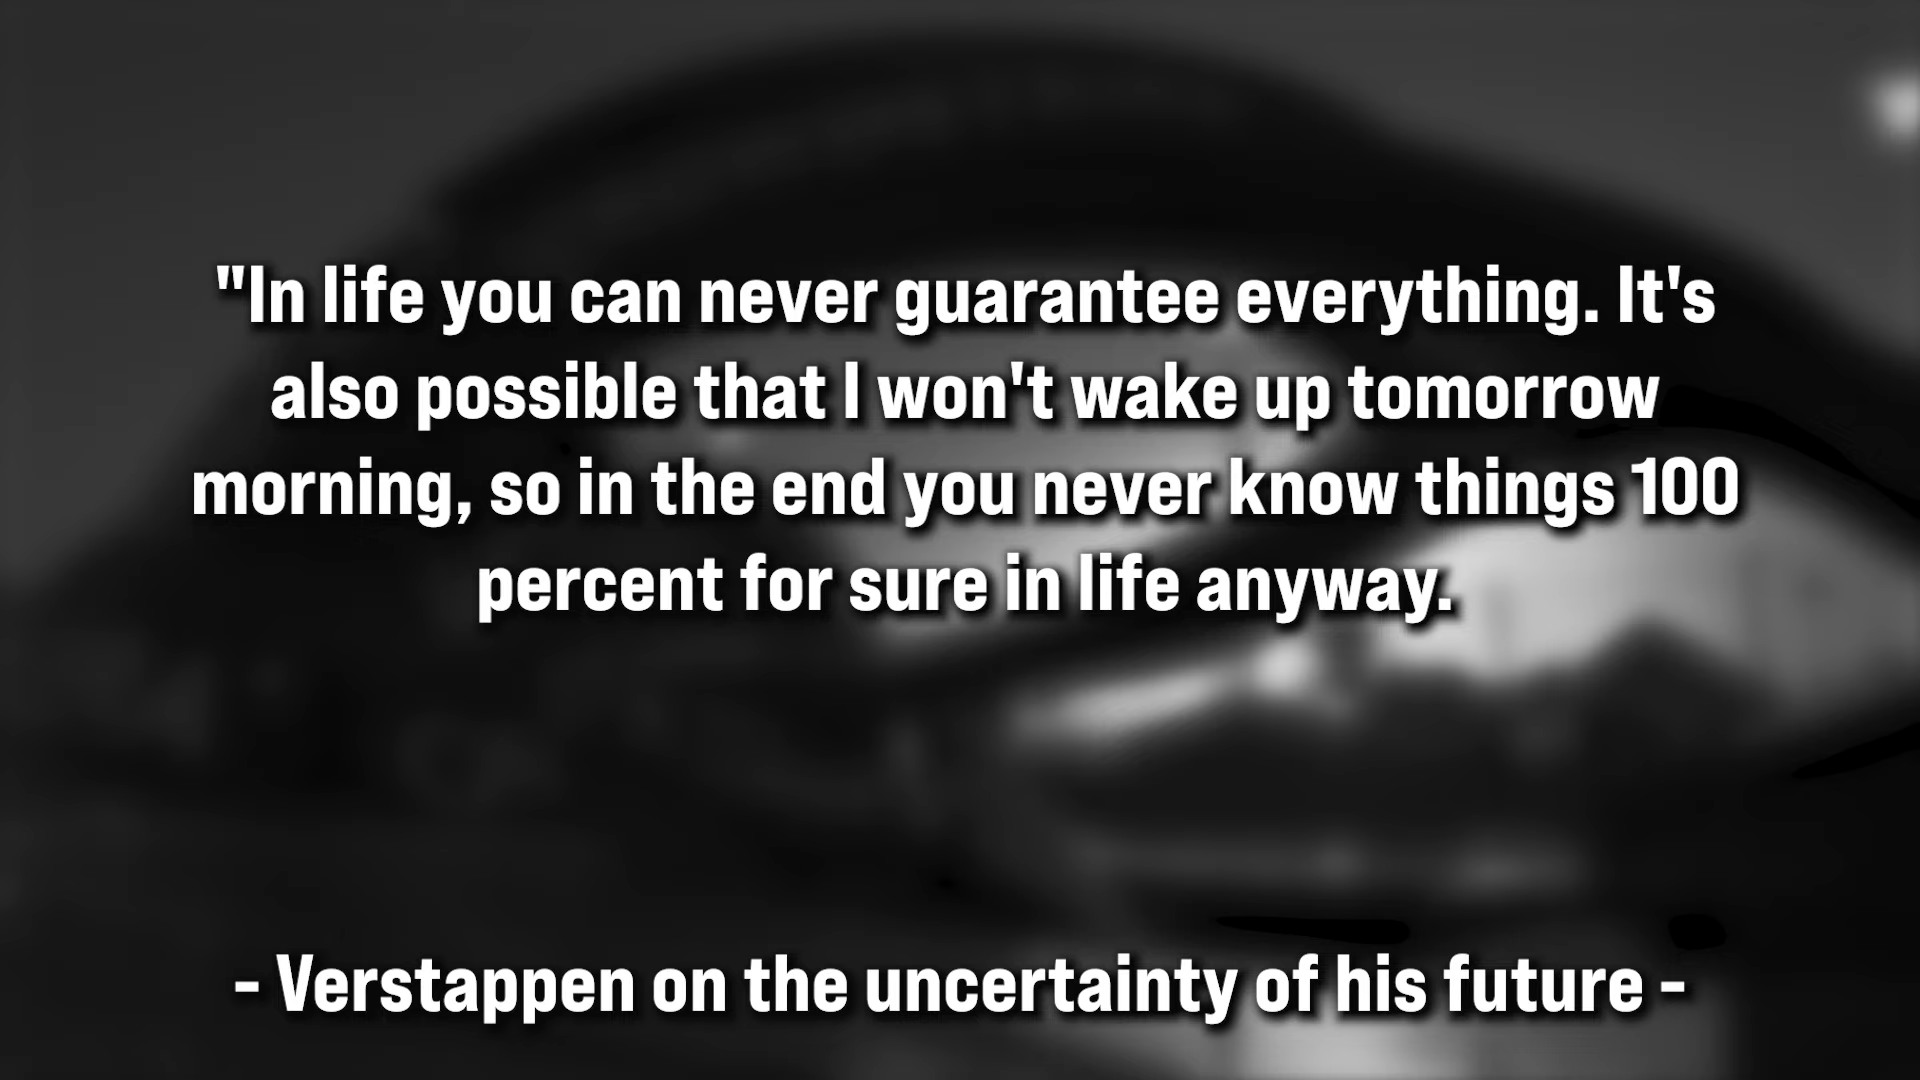 "In life you can never guarantee everything. It's
also possible that I won't wake up tomorrow
morning, so in the end you never know things 100
percent for sure in life anyway.
- Verstappen on the uncertainty of his future -